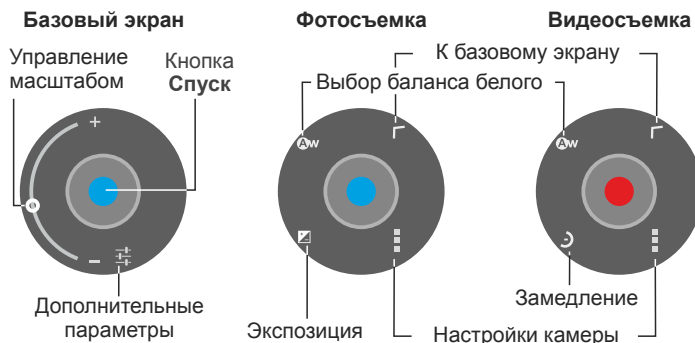 Базовый экран
Фотосъемка
Видеосъемка
Управление
масштабом
Кнопка
Спуск
К базовому экрану
Выбор баланса белого
+
Aw
Aw
−
Дополнительные
параметры
Экспозиция
Замедление
Настройки камеры